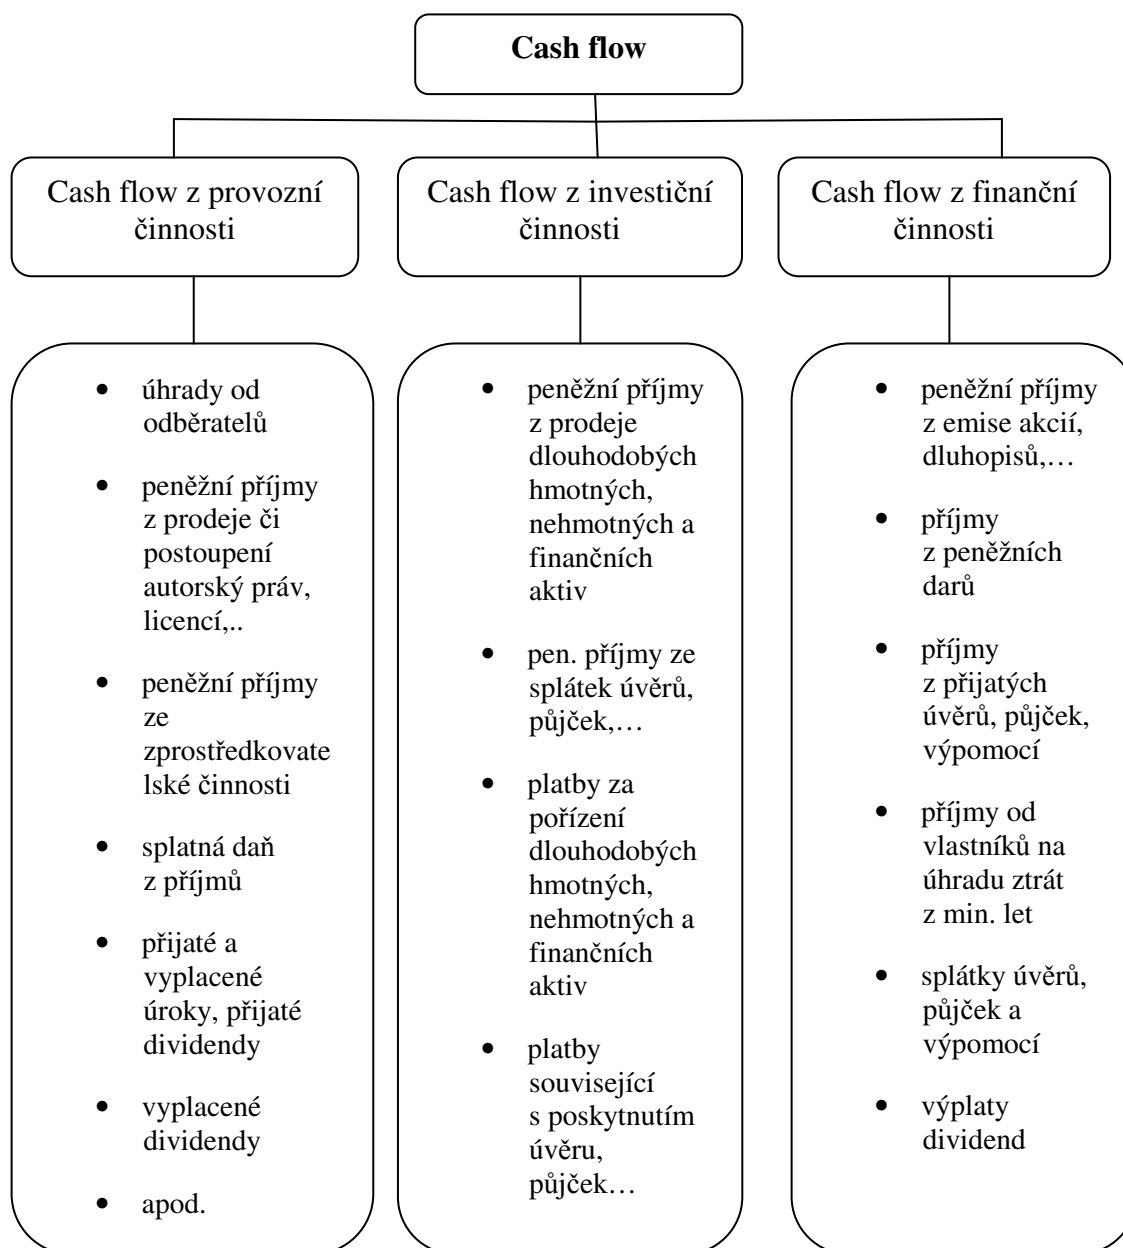 Cash flow
Cash flow z provozní
činnosti
Cash flow z investiční
činnosti
Cash flow z finanční
činnosti
• úhrady od
odběratelů
• peněžní příjmy
z prodeje či
postoupení
autorský práv,
licencí,..
• peněžní příjmy
ze
zprostředkovate
lské činnosti
• splatná daň
z příjmů
• přijaté a
vyplacené
úroky, přijaté
dividendy
• vyplacené
dividendy
• apod.
• peněžní příjmy
z prodeje
dlouhodobých
hmotných,
nehmotných a
finančních
aktiv
• pen. příjmy ze
splátek úvěrů,
půjček,…
• platby za
pořízení
dlouhodobých
hmotných,
nehmotných a
finančních
aktiv
• platby
související
s poskytnutím
úvěru,
půjček…
• peněžní příjmy
z emise akcií,
dluhopisů,…
• příjmy
z peněžních
darů
• příjmy
z přijatých
úvěrů, půjček,
výpomocí
• příjmy od
vlastníků na
úhradu ztrát
z min. let
• splátky úvěrů,
půjček a
výpomocí
• výplaty
dividend